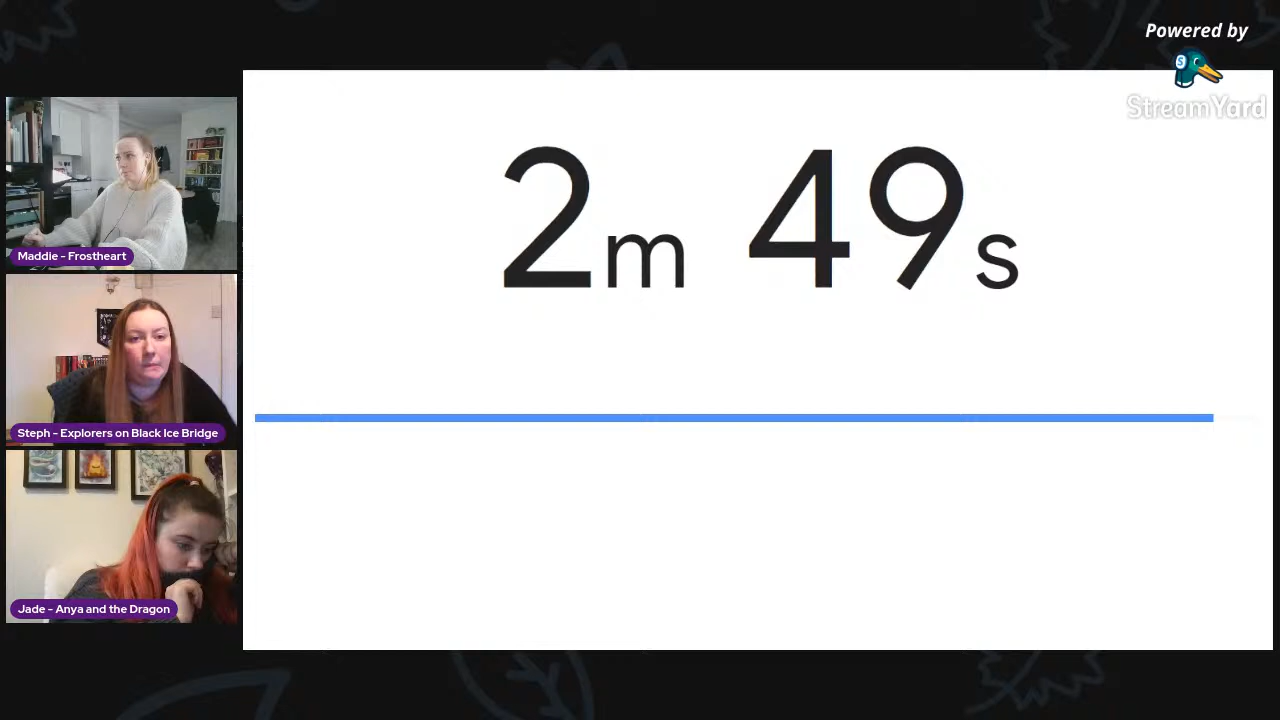 Powered by
StreamYard
2m 49s
Maddie - Frostheart
Steph - Explorers on Black Ice Bridge
Jade - Anya and the Dragon